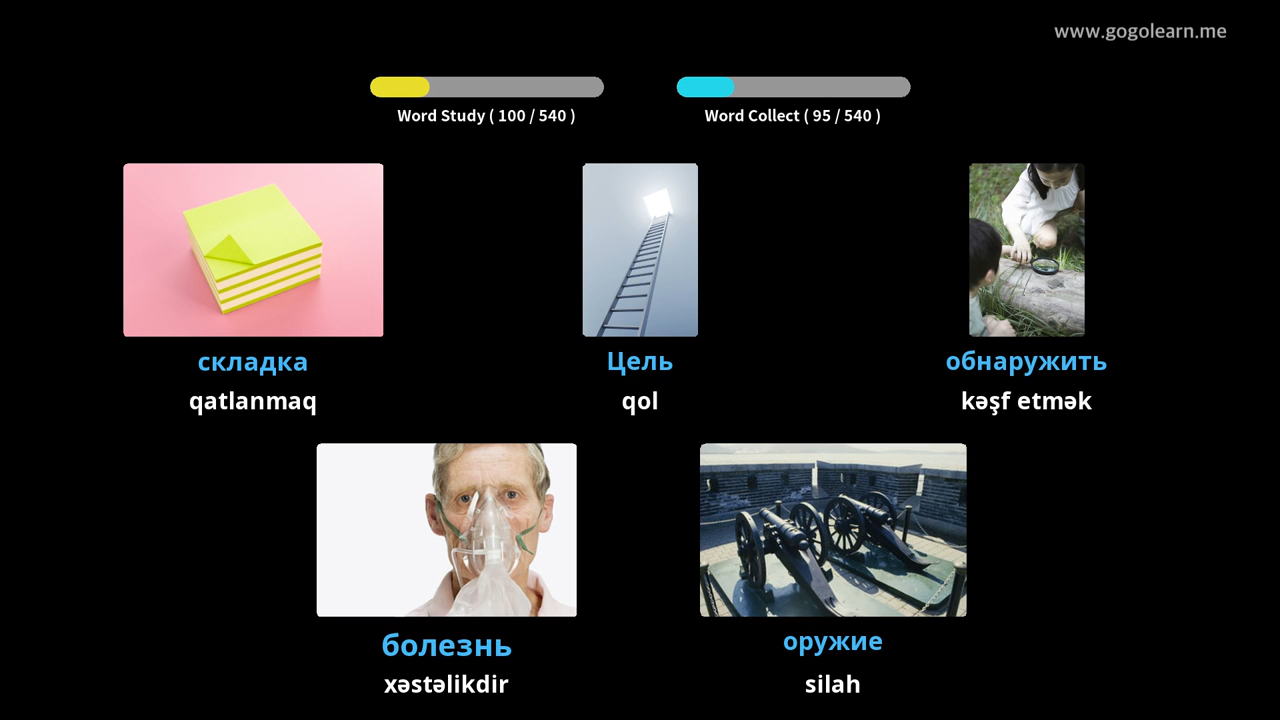 www.gogolearn.me
Word Study ( 100 / 540 )
Word Collect ( 95 / 540 )
складка
qatlanmaq
Цель
qol
обнаружить
kəşf etmək
болезнь
xəstəlikdir
оружие
silah